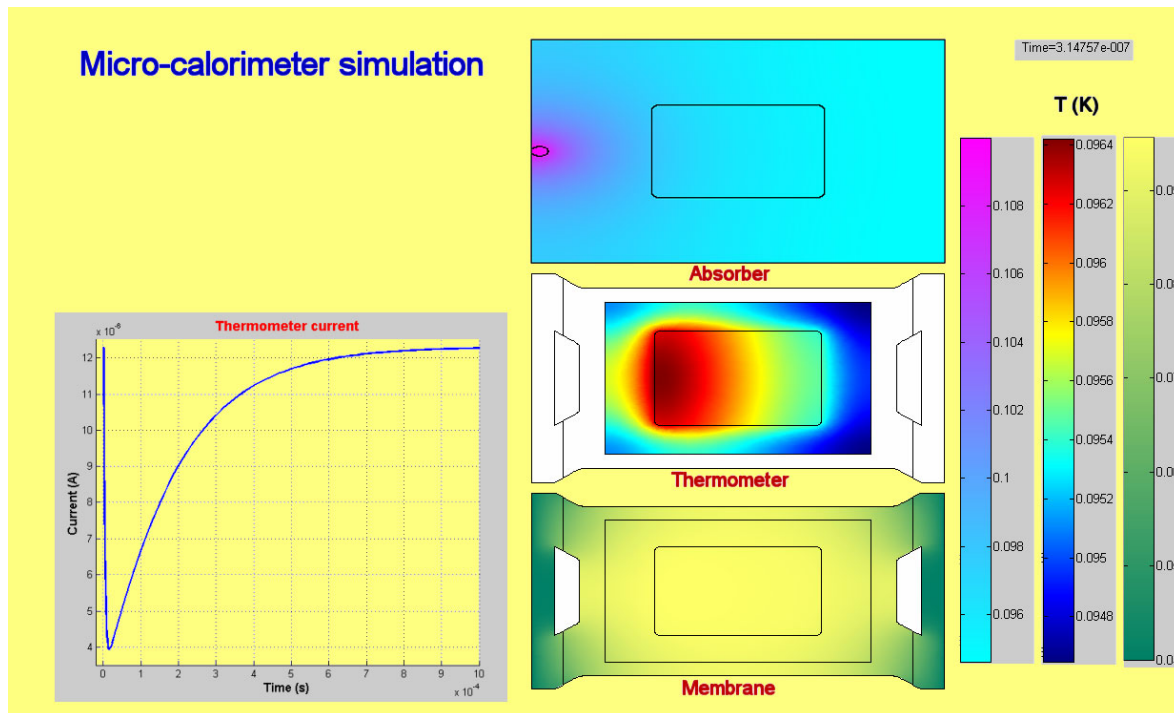 Micro-calorimeter simulation
Time=3.14757e-007
T (K)
Absorber
Thermometer
Membrane
0.108
0.106
0.104
0.102
0.1
0.098
0.096
0.0964
0.0962
0.096
0.0958
0.0956
0.0954
0.0952
0.095
0.0948
Thermometer current
x 10
12
11
10
9
8
7
6
5
4
Current (A)
0 1 2 3 4 5 6 7 8 9 10
Time (s)
x 10⁻⁴